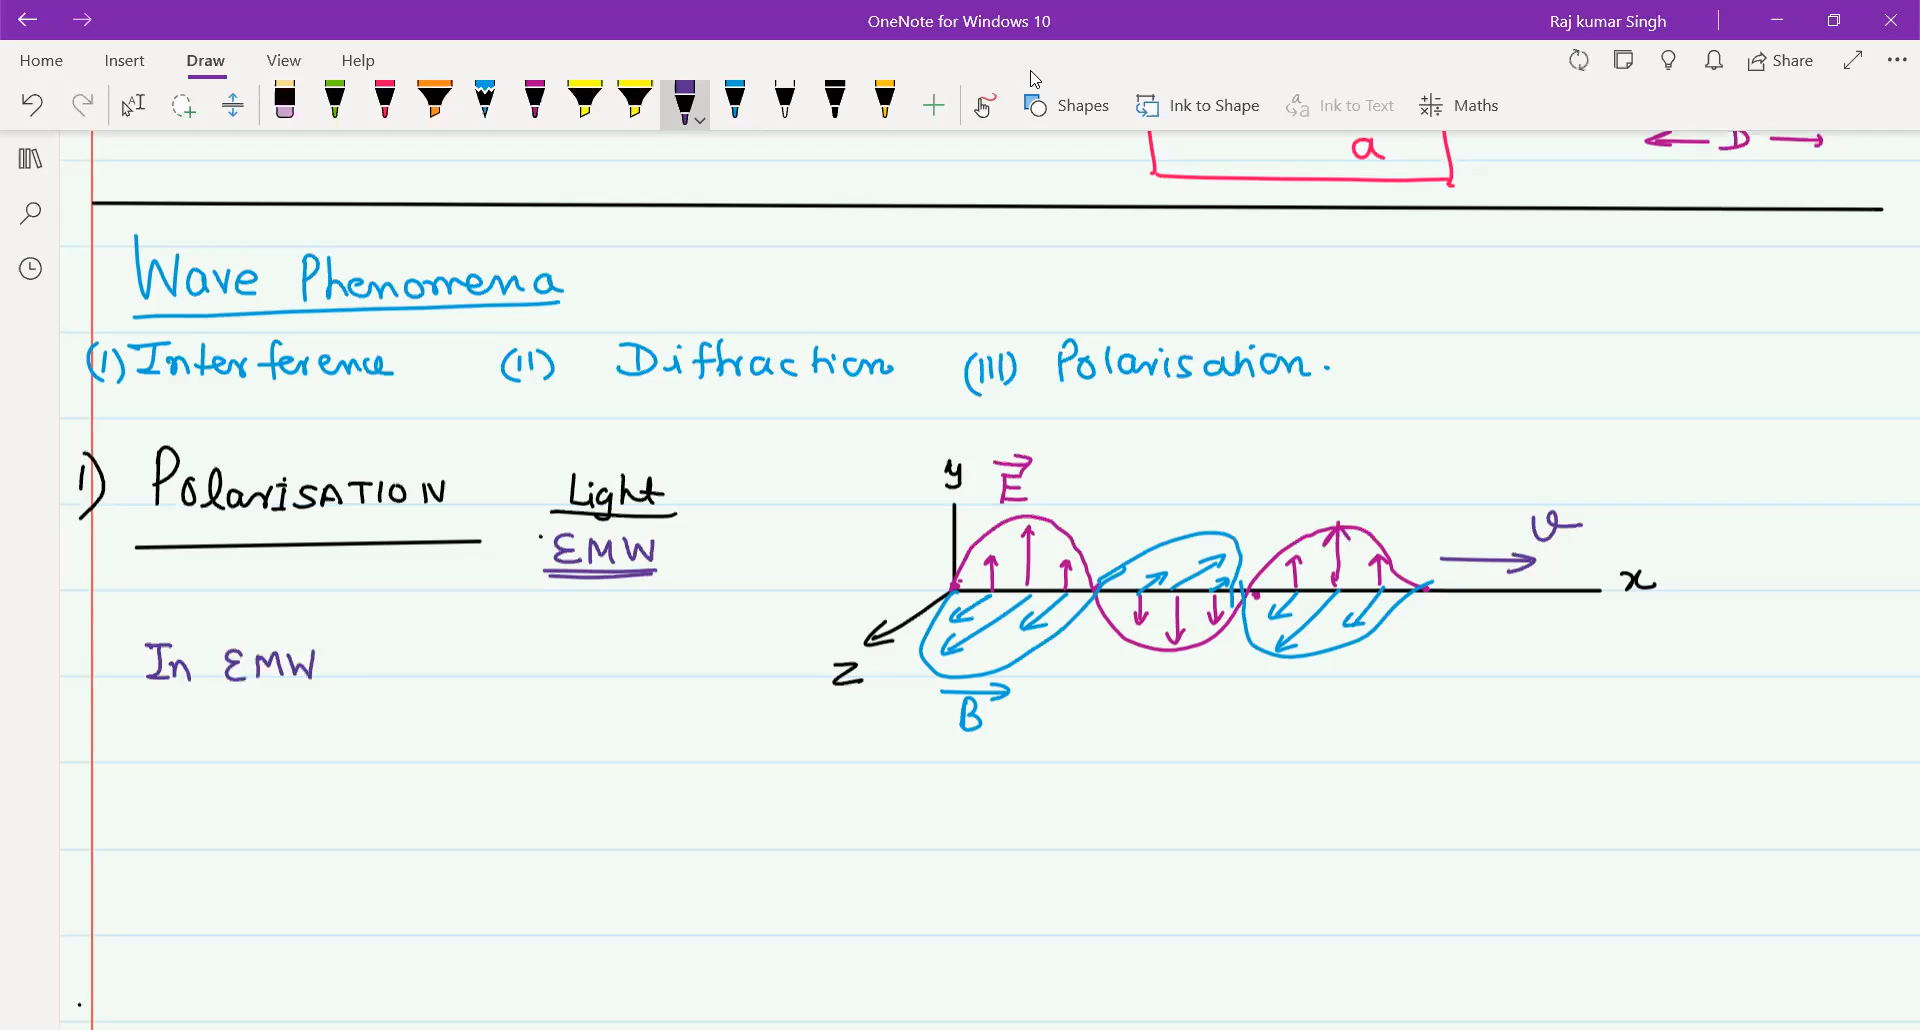 OneNote for Windows 10
Raj kumar Singh
Home Insert Draw View Help
Share
Shapes Ink to Shape Ink to Text Maths
a
D
Wave Phenomena
(I) Interference (II) Diffraction (III) Polarisation.
1) PolarisATION Light
EMW
y E
v
x
z
In EMW
B